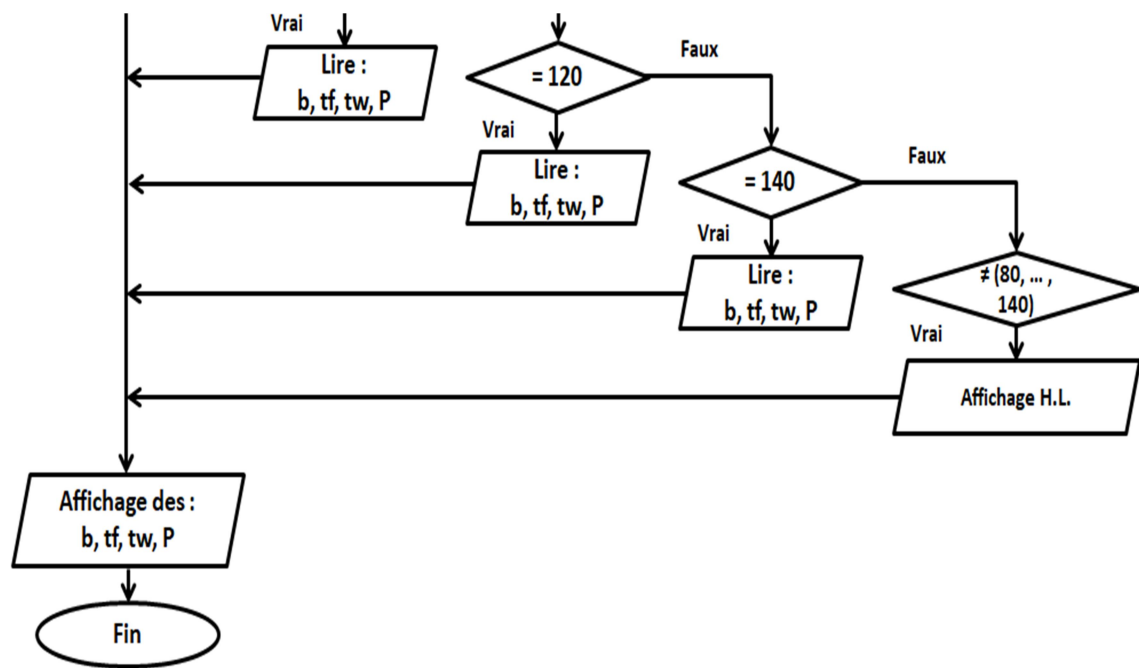 Vrai
Lire :
b, tf, tw, P
= 120
Faux
Vrai
Lire :
b, tf, tw, P
= 140
Faux
Vrai
Lire :
b, tf, tw, P
≠ (80, ... ,
140)
Vrai
Affichage H.L.
Affichage des :
b, tf, tw, P
Fin